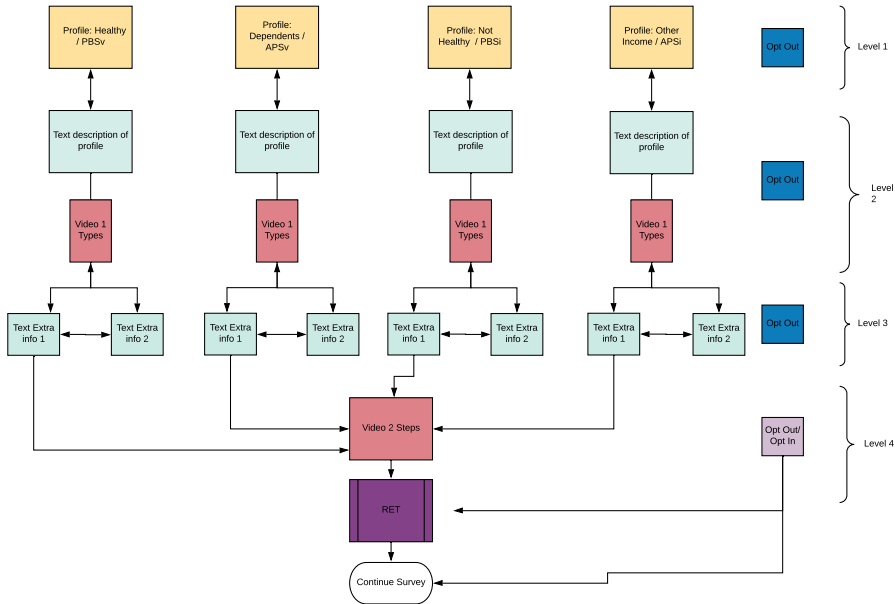 Profile: Healthy
/ PBSv
Profile:
Dependents /
APSv
Profile: Not
Healthy / PBSi
Profile: Other
Income / APSi
Opt Out
Level 1
Text description of
profile
Text description of
profile
Text description of
profile
Text description of
profile
Opt Out
Level
2
Video 1
Types
Video 1
Types
Video 1
Types
Video 1
Types
Text Extra
info 1
Text Extra
info 2
Text Extra
info 1
Text Extra
info 2
Text Extra
info 1
Text Extra
info 2
Text Extra
info 1
Text Extra
info 2
Opt Out
Level 3
Video 2 Steps
Opt Out/
Opt In
Level 4
RET
Continue Survey